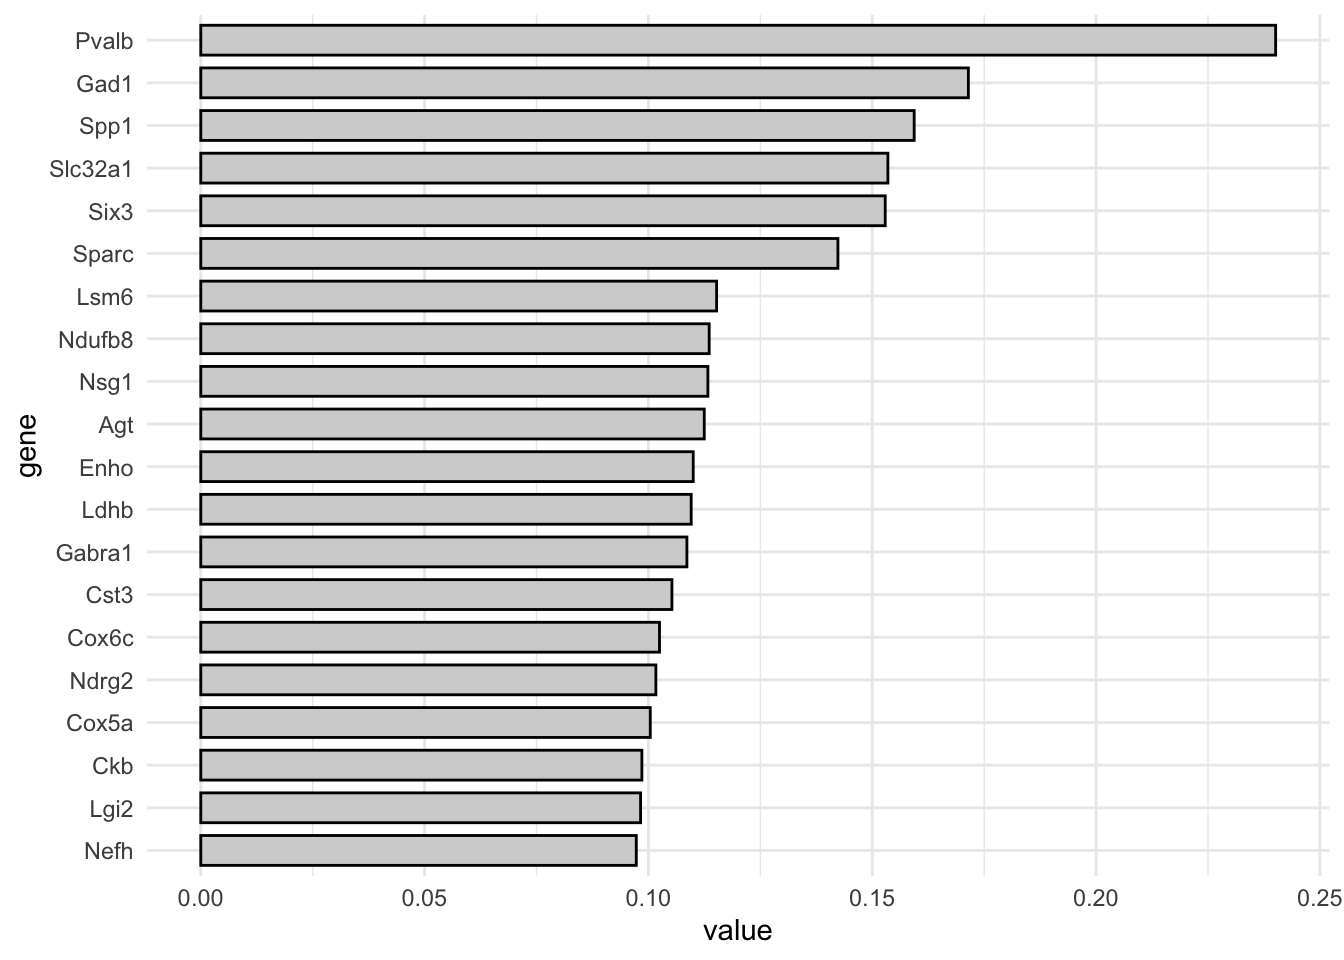 Pvalb
Gad1
Spp1
Slc32a1
Six3
Sparc
Lsm6
Ndufb8
Nsg1
Agt
Enho
Ldhb
Gabra1
Cst3
Cox6c
Ndrg2
Cox5a
Ckb
Lgi2
Nefh
gene
0.00 0.05 0.10 0.15 0.20 0.25
value